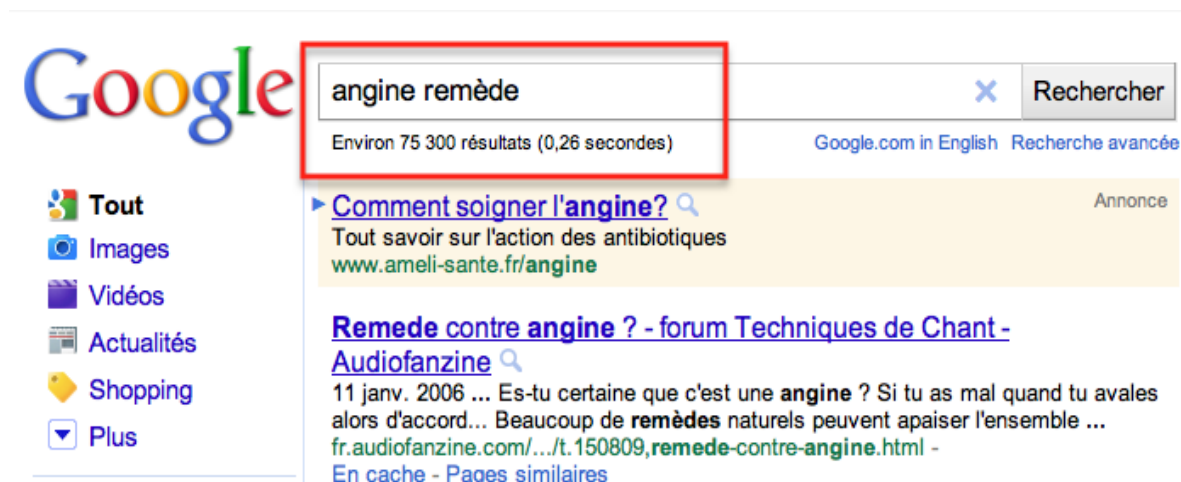 Google
angine remède
Rechercher
Environ 75 300 résultats (0,26 secondes)
Google.com in English Recherche avancée
Tout
Images
Vidéos
Actualités
Shopping
Plus
Comment soigner l'angine?
Annonce
Tout savoir sur l'action des antibiotiques
www.ameli-sante.fr/angine
Remede contre angine ? - forum Techniques de Chant -
Audiofanzine
11 janv. 2006 ... Es-tu certaine que c'est une angine ? Si tu as mal quand tu avales
alors d'accord... Beaucoup de remèdes naturels peuvent apaiser l'ensemble ...
fr.audiofanzine.com/.../t.150809,remede-contre-angine.html -
En cache - Pages similaires